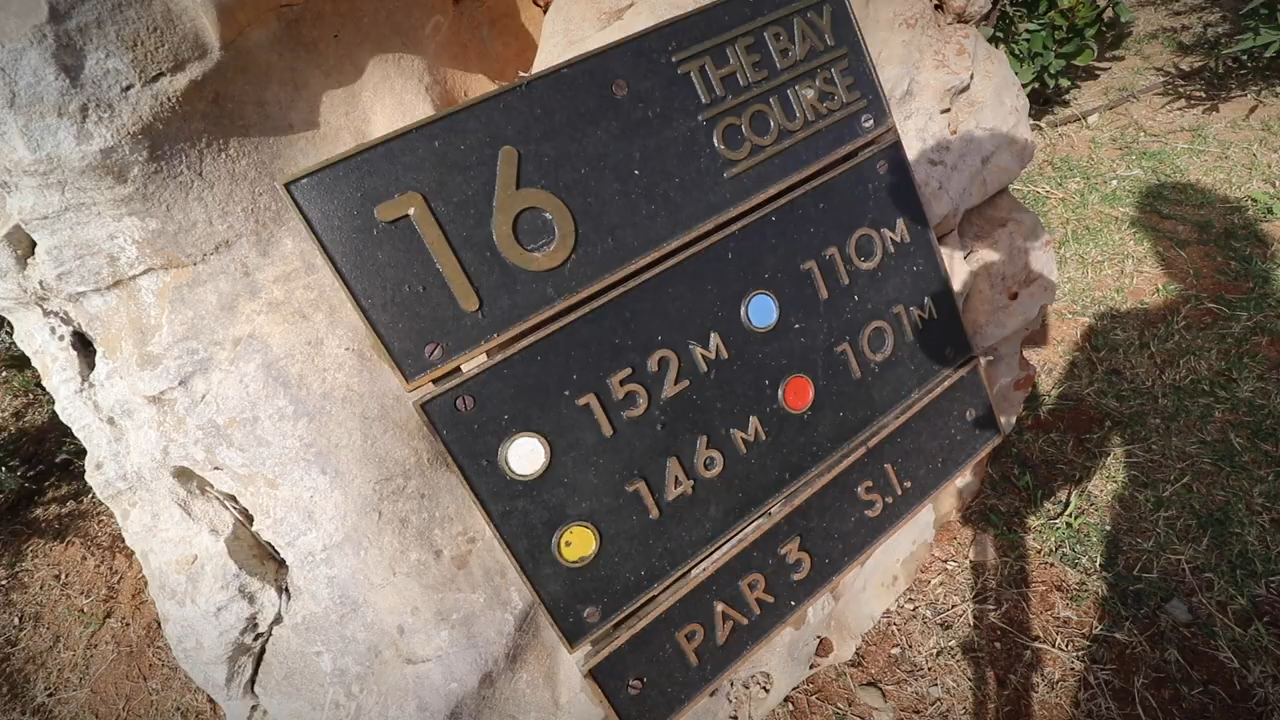 THE BAY
COURSE
16
152M 110M
146M 101M
PAR 3 S.I.